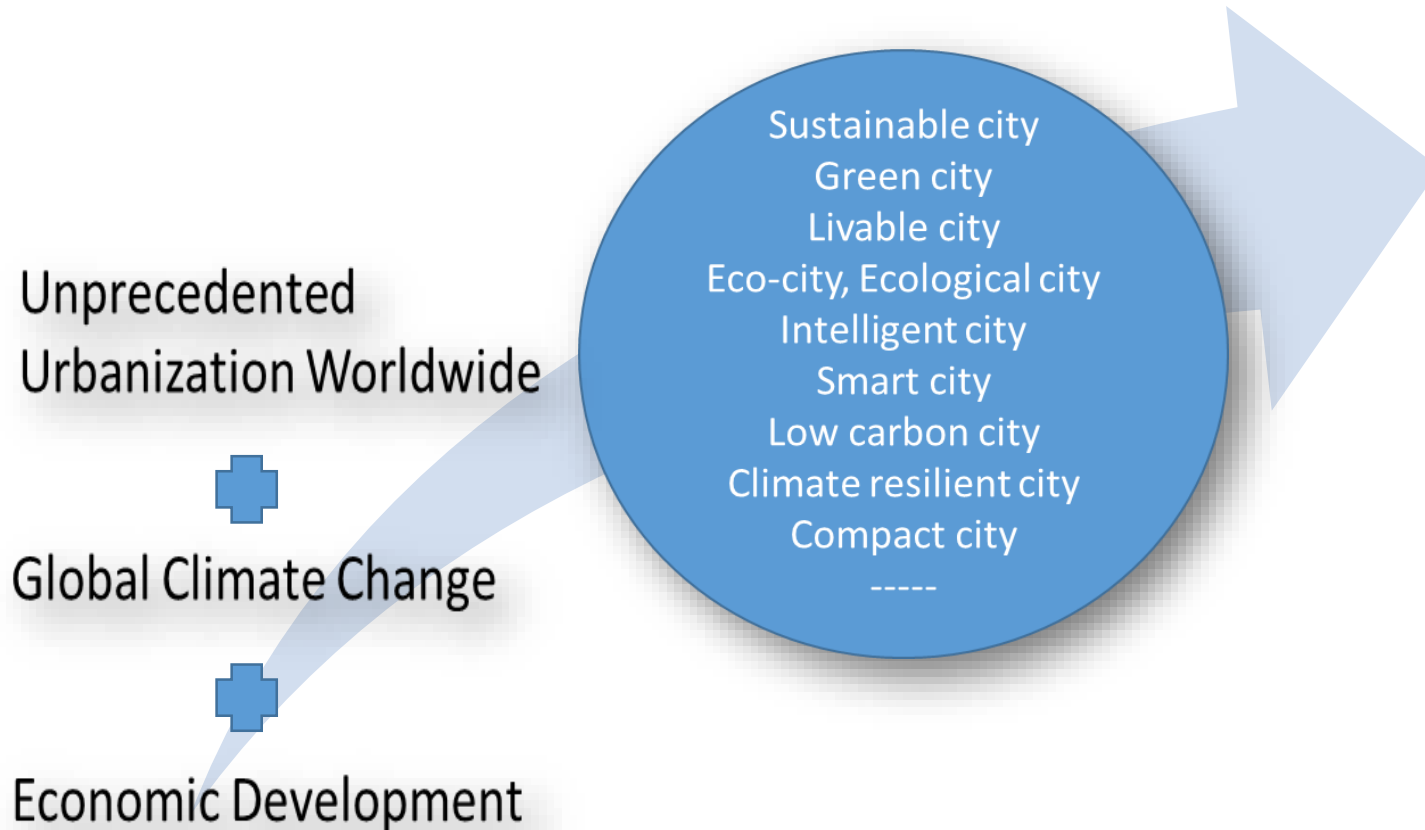 Unprecedented
Urbanization Worldwide
Global Climate Change
Economic Development
Sustainable city
Green city
Livable city
Eco-city, Ecological city
Intelligent city
Smart city
Low carbon city
Climate resilient city
Compact city
-----